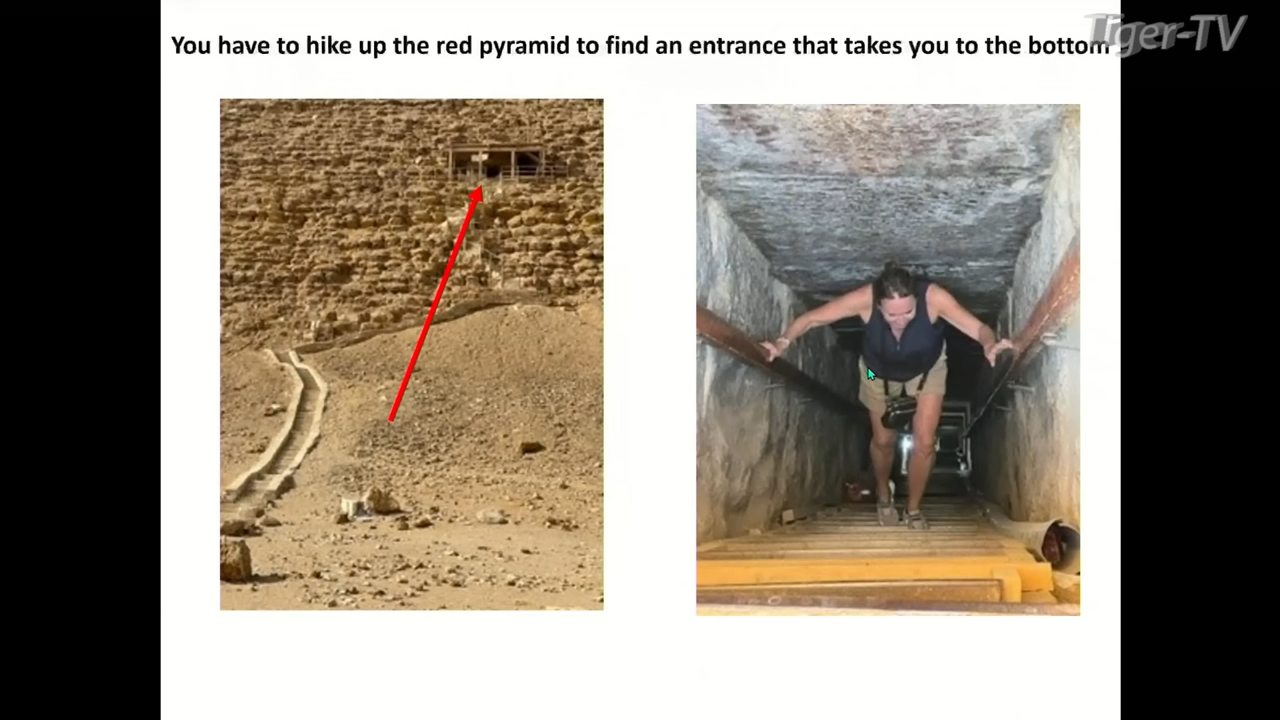 Tiger-TV
You have to hike up the red pyramid to find an entrance that takes you to the bottom